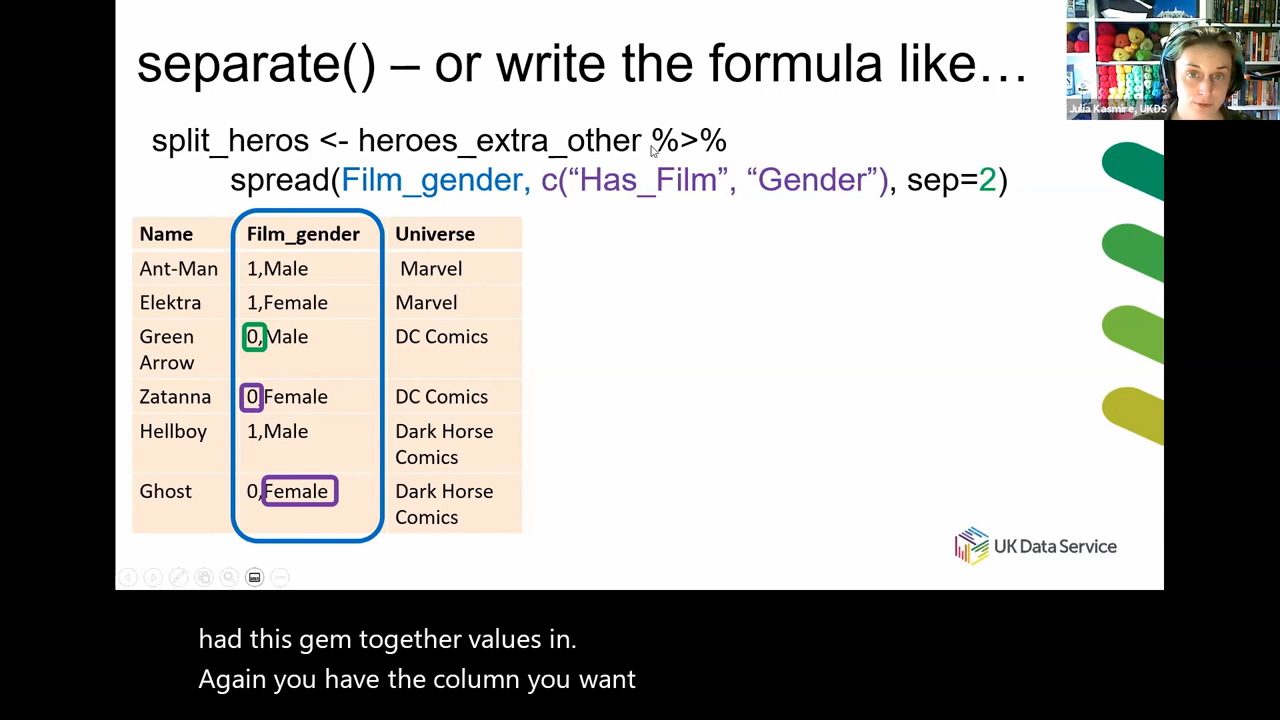 separate() – or write the formula like…
Julia Kasmire, UKDS
split_heros <- heroes_extra_other %>%
spread(Film_gender, c(“Has_Film”, “Gender”), sep=2)
Name Film_gender Universe
Ant-Man 1,Male Marvel
Elektra 1,Female Marvel
Green 0,Male DC Comics
Arrow
Zatanna 0,Female DC Comics
Hellboy 1,Male Dark Horse
Comics
Ghost 0,Female Dark Horse
Comics
UK Data Service
had this gem together values in.
Again you have the column you want